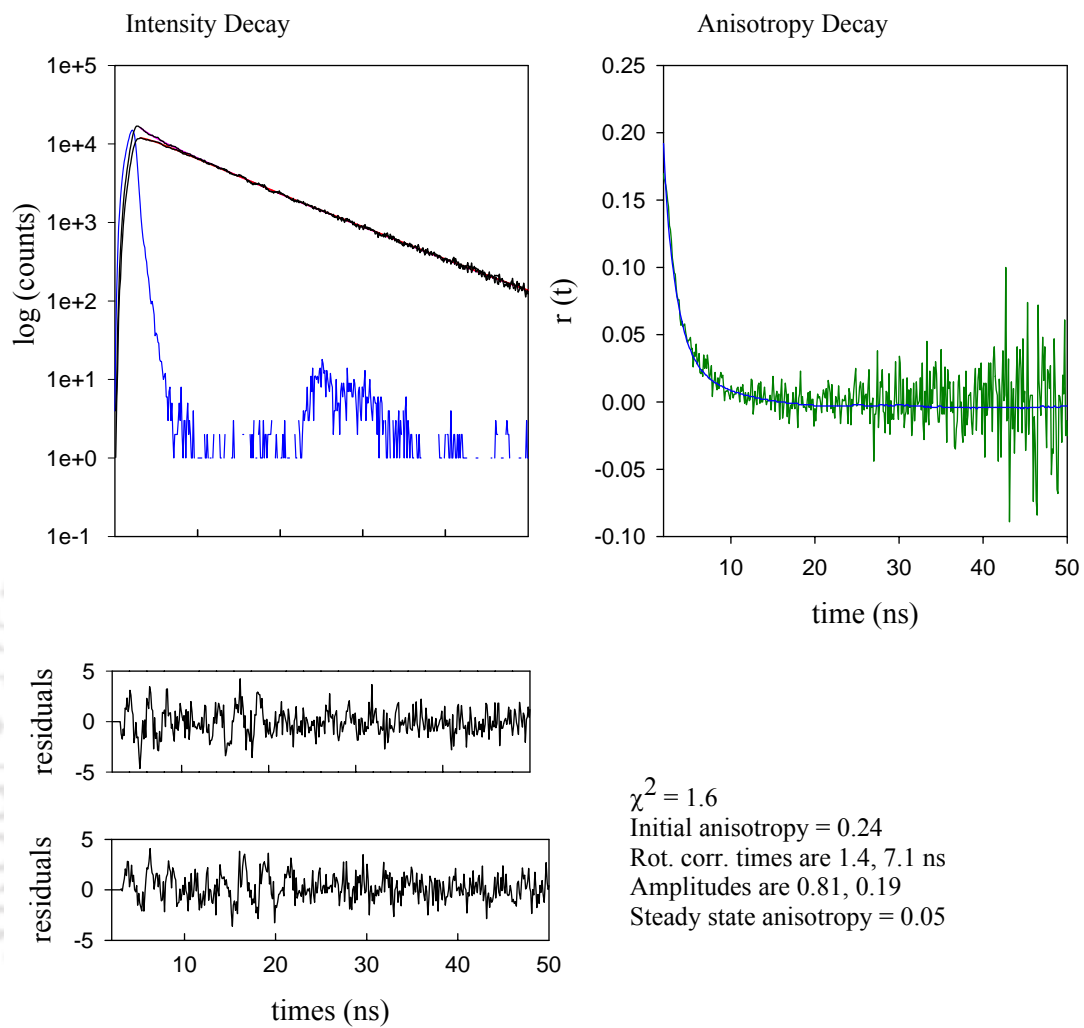 Intensity Decay
Anisotropy Decay
1e+5
1e+4
1e+3
1e+2
1e+1
1e+0
1e-1
log (counts)
0.25
0.20
0.15
0.10
0.05
0.00
-0.05
-0.10
r (t)
10 20 30 40 50
time (ns)
5
0
-5
residuals
5
0
-5
residuals
10 20 30 40 50
times (ns)
χ² = 1.6
Initial anisotropy = 0.24
Rot. corr. times are 1.4, 7.1 ns
Amplitudes are 0.81, 0.19
Steady state anisotropy = 0.05